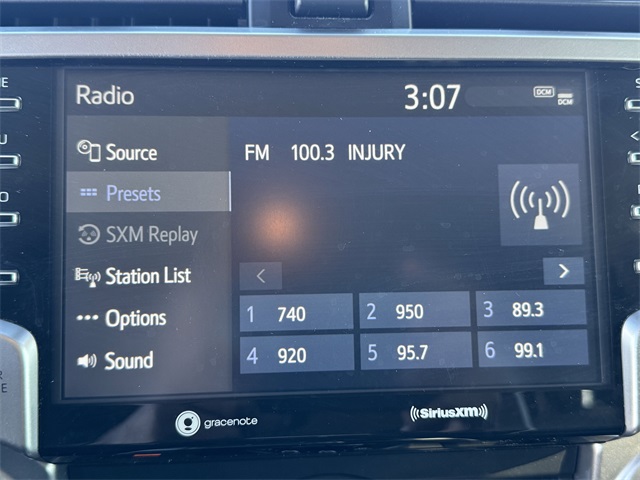 Radio 3:07 DCM DCM
Source
FM 100.3 INJURY
Presets
SXM Replay
Station List
< >
Options
1 740 2 950 3 89.3
Sound
4 920 5 95.7 6 99.1
gracenote
((SiriusXM))